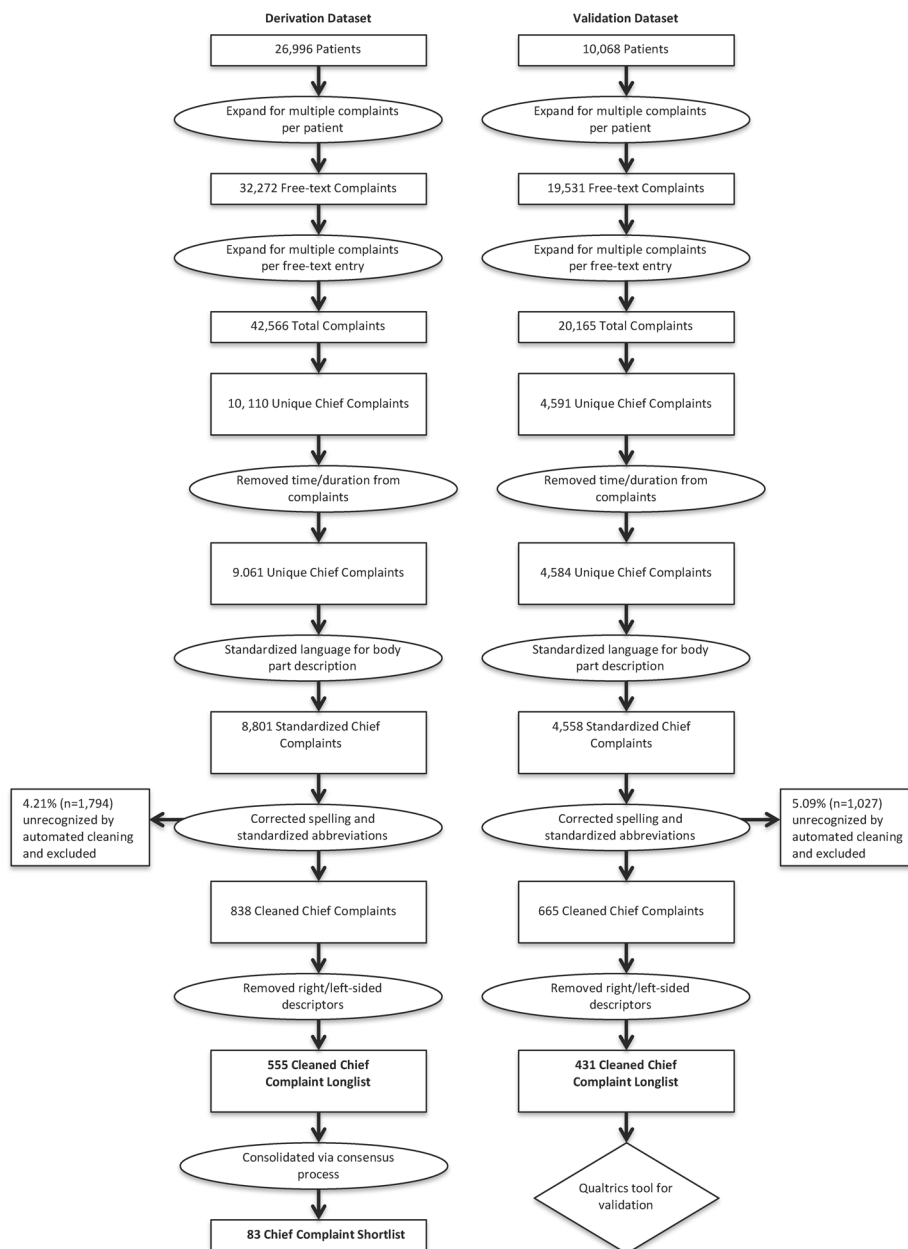 Derivation Dataset
26,996 Patients
Expand for multiple complaints
per patient
32,272 Free-text Complaints
Expand for multiple complaints
per free-text entry
42,566 Total Complaints
10, 110 Unique Chief Complaints
Removed time/duration from
complaints
9.061 Unique Chief Complaints
Standardized language for body
part description
8,801 Standardized Chief
Complaints
4.21% (n=1,794)
unrecognized by
automated cleaning
and excluded
Corrected spelling and
standardized abbreviations
838 Cleaned Chief Complaints
Removed right/left-sided
descriptors
555 Cleaned Chief
Complaint Longlist
Consolidated via consensus
process
83 Chief Complaint Shortlist
Validation Dataset
10,068 Patients
Expand for multiple complaints
per patient
19,531 Free-text Complaints
Expand for multiple complaints
per free-text entry
20,165 Total Complaints
4,591 Unique Chief Complaints
Removed time/duration from
complaints
4,584 Unique Chief Complaints
Standardized language for body
part description
4,558 Standardized Chief
Complaints
Corrected spelling and
standardized abbreviations
5.09% (n=1,027)
unrecognized by
automated cleaning
and excluded
665 Cleaned Chief Complaints
Removed right/left-sided
descriptors
431 Cleaned Chief
Complaint Longlist
Qualtrics tool for
validation